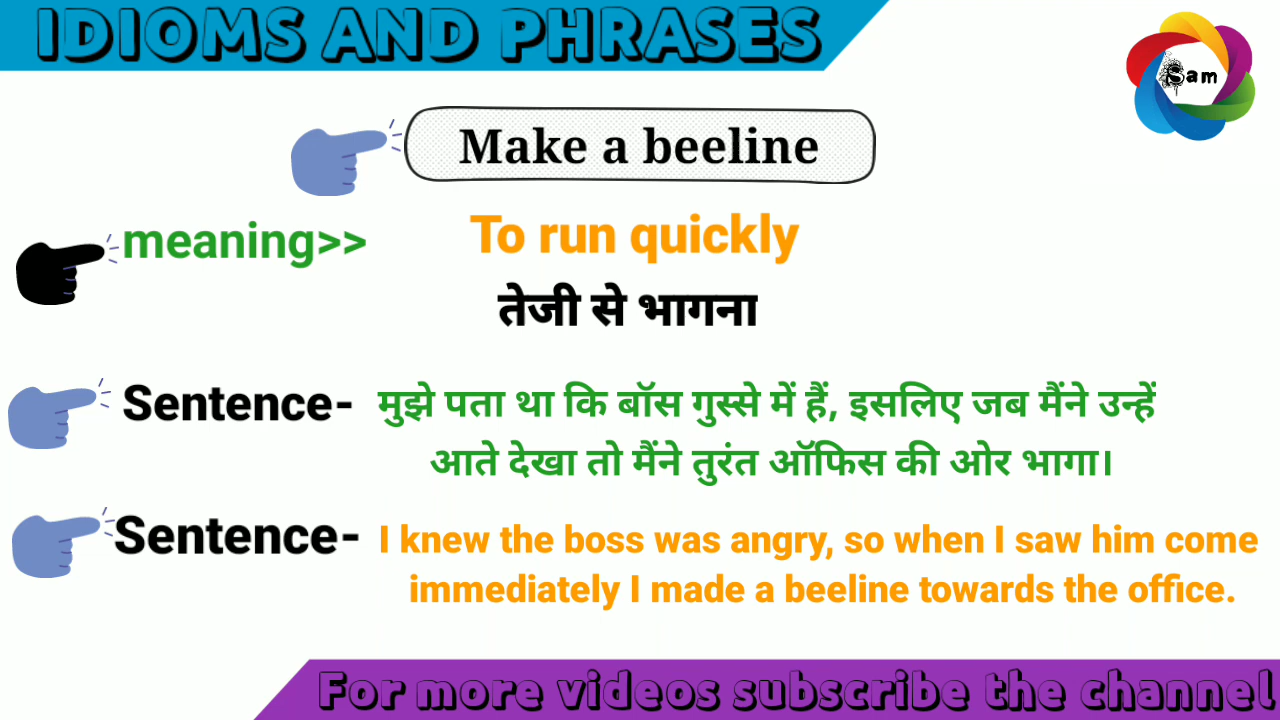 IDIOMS AND PHRASES
Sam
Make a beeline
meaning>> To run quickly
तेजी से भागना
Sentence- मुझे पता था कि बॉस गुस्से में हैं, इसलिए जब मैंने उन्हें
आते देखा तो मैंने तुरंत ऑफिस की ओर भागा।
Sentence- I knew the boss was angry, so when I saw him come
immediately I made a beeline towards the office.
For more videos subscribe the channel